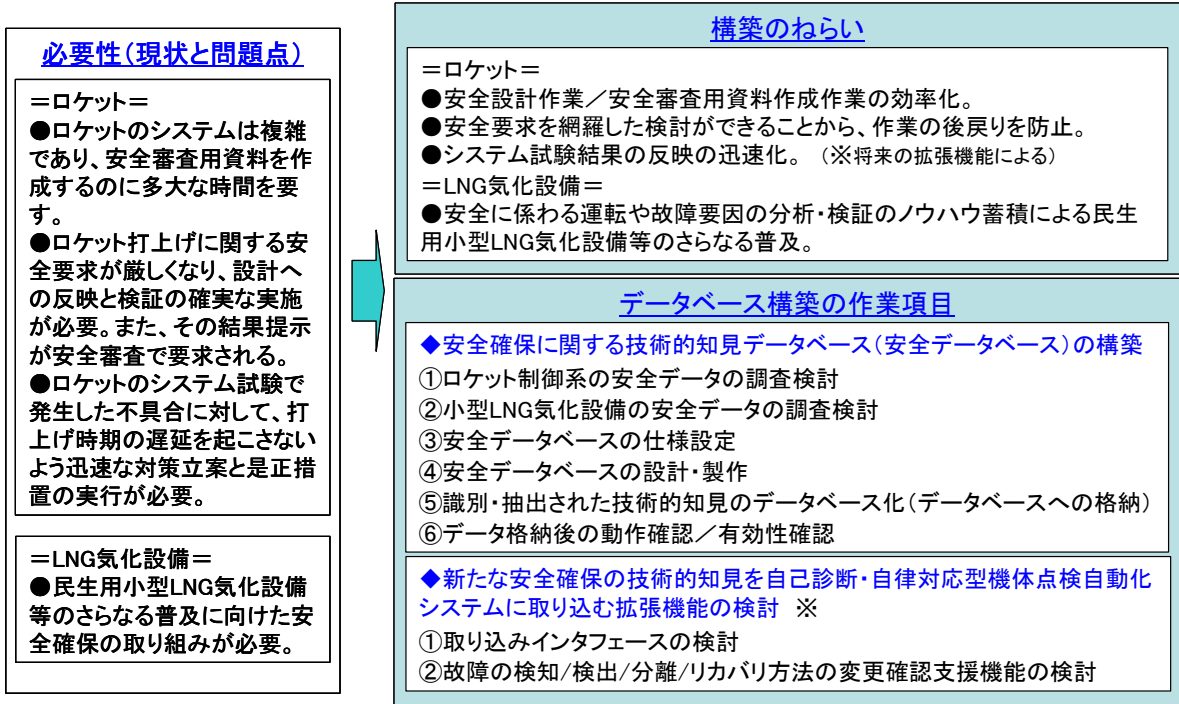 必要性（現状と問題点）
＝ロケット＝
●ロケットのシステムは複雑
であり、安全審査用資料を作
成するのに多大な時間を要
す。
●ロケット打上げに関する安
全要求が厳しくなり、設計へ
の反映と検証の確実な実施
が必要。また、その結果提示
が安全審査で要求される。
●ロケットのシステム試験で
発生した不具合に対して、打
上げ時期の遅延を起こさない
よう迅速な対策立案と是正措
置の実行が必要。
＝LNG気化設備＝
●民生用小型LNG気化設備
等のさらなる普及に向けた安
全確保の取り組みが必要。
構築のねらい
＝ロケット＝
●安全設計作業／安全審査用資料作成作業の効率化。
●安全要求を網羅した検討ができることから、作業の後戻りを防止。
●システム試験結果の反映の迅速化。（※将来の拡張機能による）
＝LNG気化設備＝
●安全に係わる運転や故障要因の分析・検証のノウハウ蓄積による民生
用小型LNG気化設備等のさらなる普及。
データベース構築の作業項目
◆安全確保に関する技術的知見データベース（安全データベース）の構築
①ロケット制御系の安全データの調査検討
②小型LNG気化設備の安全データの調査検討
③安全データベースの仕様設定
④安全データベースの設計・製作
⑤識別・抽出された技術的知見のデータベース化（データベースへの格納）
⑥データ格納後の動作確認／有効性確認
◆新たな安全確保の技術的知見を自己診断・自律対応型機体点検自動化
システムに取り込む拡張機能の検討 ※
①取り込みインタフェースの検討
②故障の検知/検出/分離/リカバリ方法の変更確認支援機能の検討